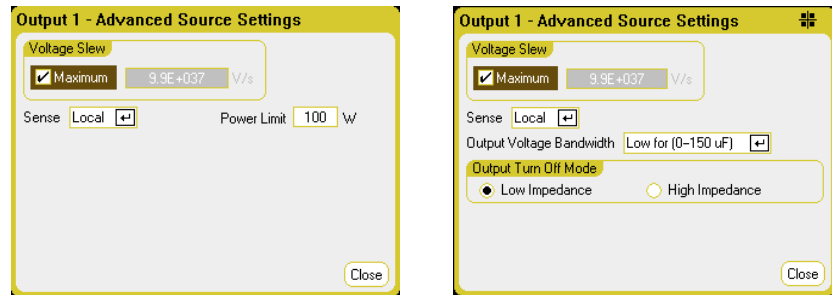 Output 1 - Advanced Source Settings
Voltage Slew
Maximum 9.9E+037 V/s
Sense Local Power Limit 100 W
Close
Output 1 - Advanced Source Settings
Voltage Slew
Maximum 9.9E+037 V/s
Sense Local
Output Voltage Bandwidth Low for (0-150 uF)
Output Turn Off Mode
Low Impedance High Impedance
Close